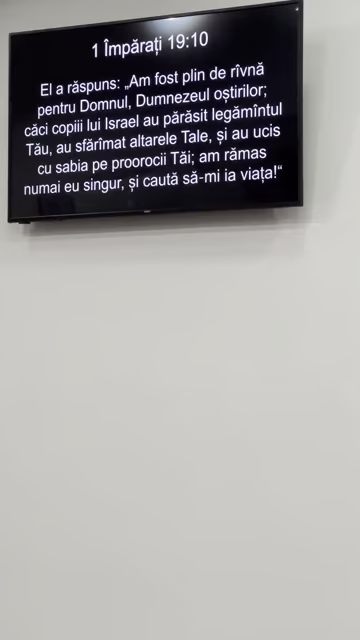 1 Împărați 19:10
El a răspuns: „Am fost plin de rîvnă
pentru Domnul, Dumnezeul oștirilor;
căci copiii lui Israel au părăsit legămîntul
Tău, au sfărîmat altarele Tale, și au ucis
cu sabia pe proorocii Tăi; am rămas
numai eu singur, și caută să-mi ia viața!“